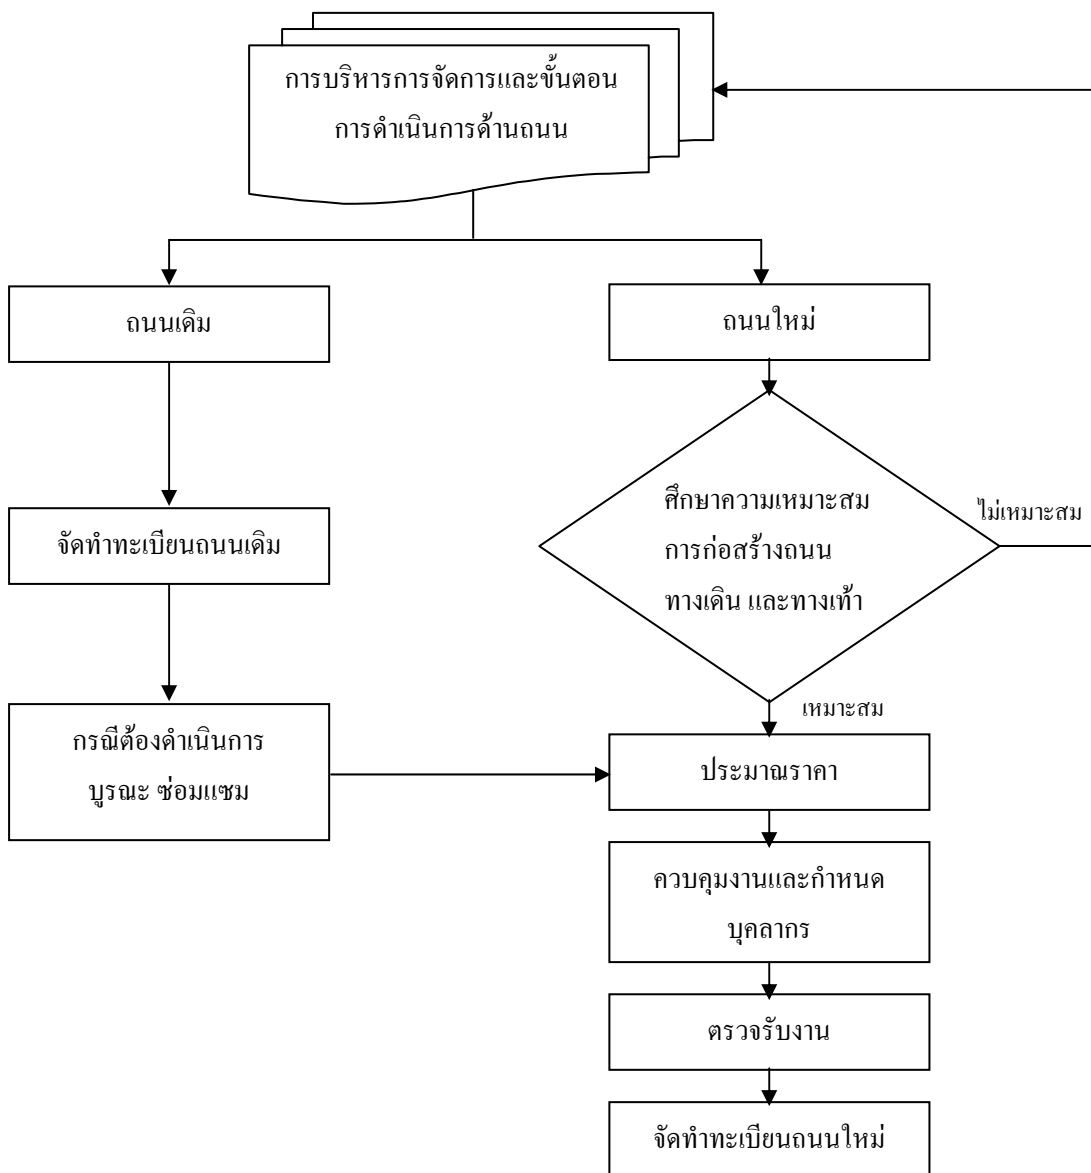 การบริหารการจัดการและขั้นตอน
การดำเนินการด้านถนน
ถนนเดิม
ถนนใหม่
ศึกษาความเหมาะสม
การก่อสร้างถนน
ทางเดิน และทางเท้า
ไม่เหมาะสม
จัดทำทะเบียนถนนเดิม
เหมาะสม
กรณีต้องดำเนินการ
บูรณะ ซ่อมแซม
ประมาณราคา
ควบคุมงานและกำหนด
บุคลากร
ตรวจรับงาน
จัดทำทะเบียนถนนใหม่